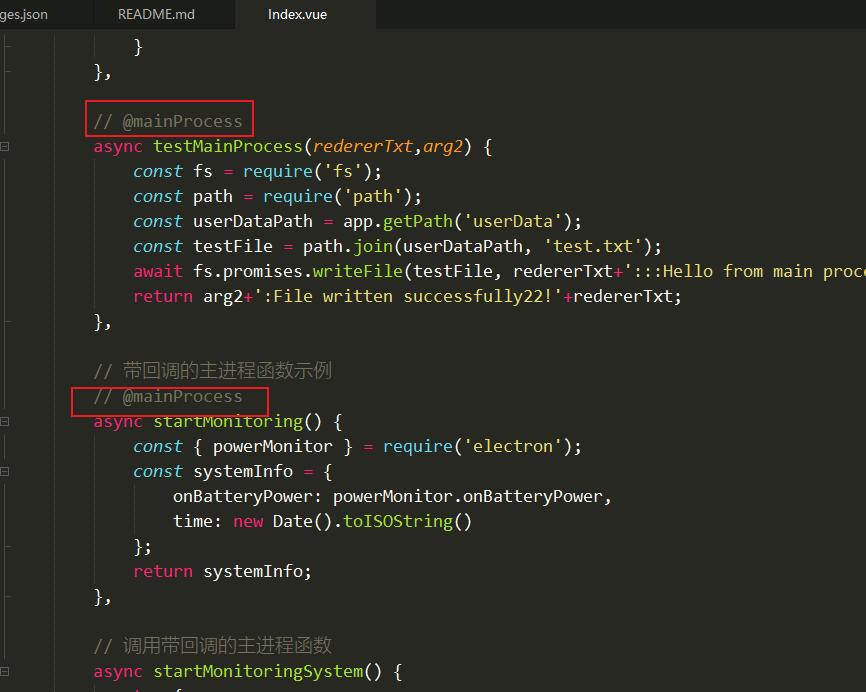 ges.json README.md Index.vue
}
},
// @mainProcess
async testMainProcess(redererTxt,arg2) {
const fs = require('fs');
const path = require('path');
const userDataPath = app.getPath('userData');
const testFile = path.join(userDataPath, 'test.txt');
await fs.promises.writeFile(testFile, redererTxt+':::Hello from main proce
return arg2+':File written successfully22!'+redererTxt;
},
// 带回调的主进程函数示例
// @mainProcess
async startMonitoring() {
const { powerMonitor } = require('electron');
const systemInfo = {
onBatteryPower: powerMonitor.onBatteryPower,
time: new Date().toISOString()
};
return systemInfo;
},
// 调用带回调的主进程函数
async startMonitoringSystem() {